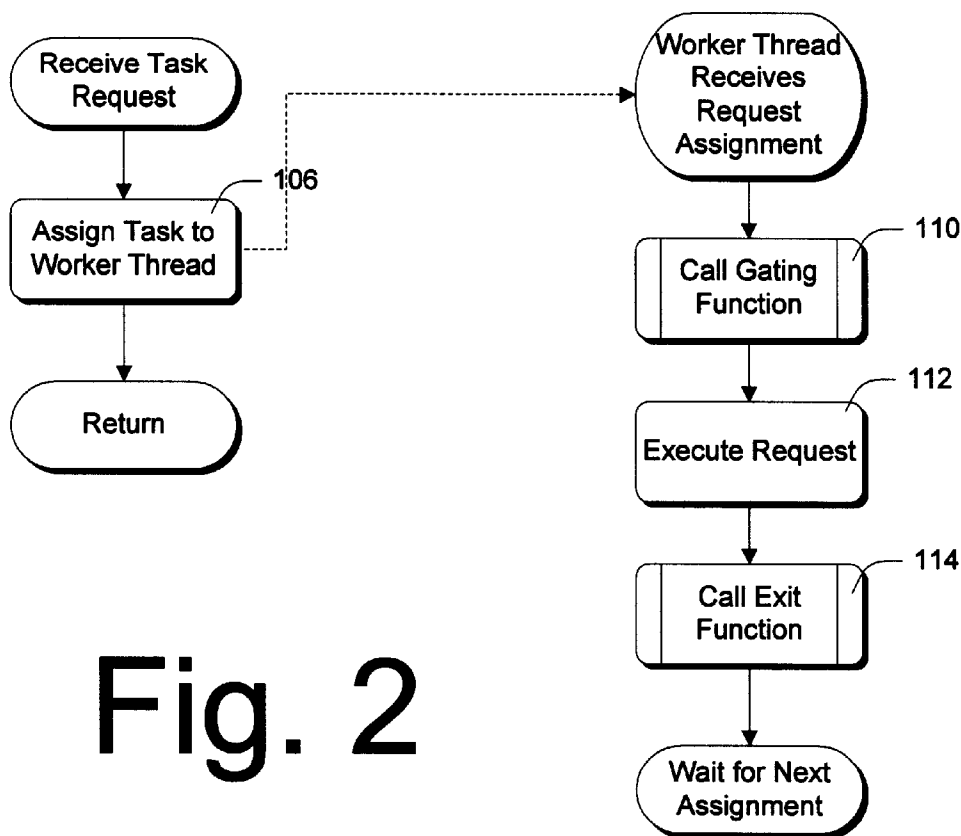 Receive Task
Request
106
Assign Task to
Worker Thread
Return
Worker Thread
Receives
Request
Assignment
110
Call Gating
Function
112
Execute Request
114
Call Exit
Function
Wait for Next
Assignment
Fig. 2